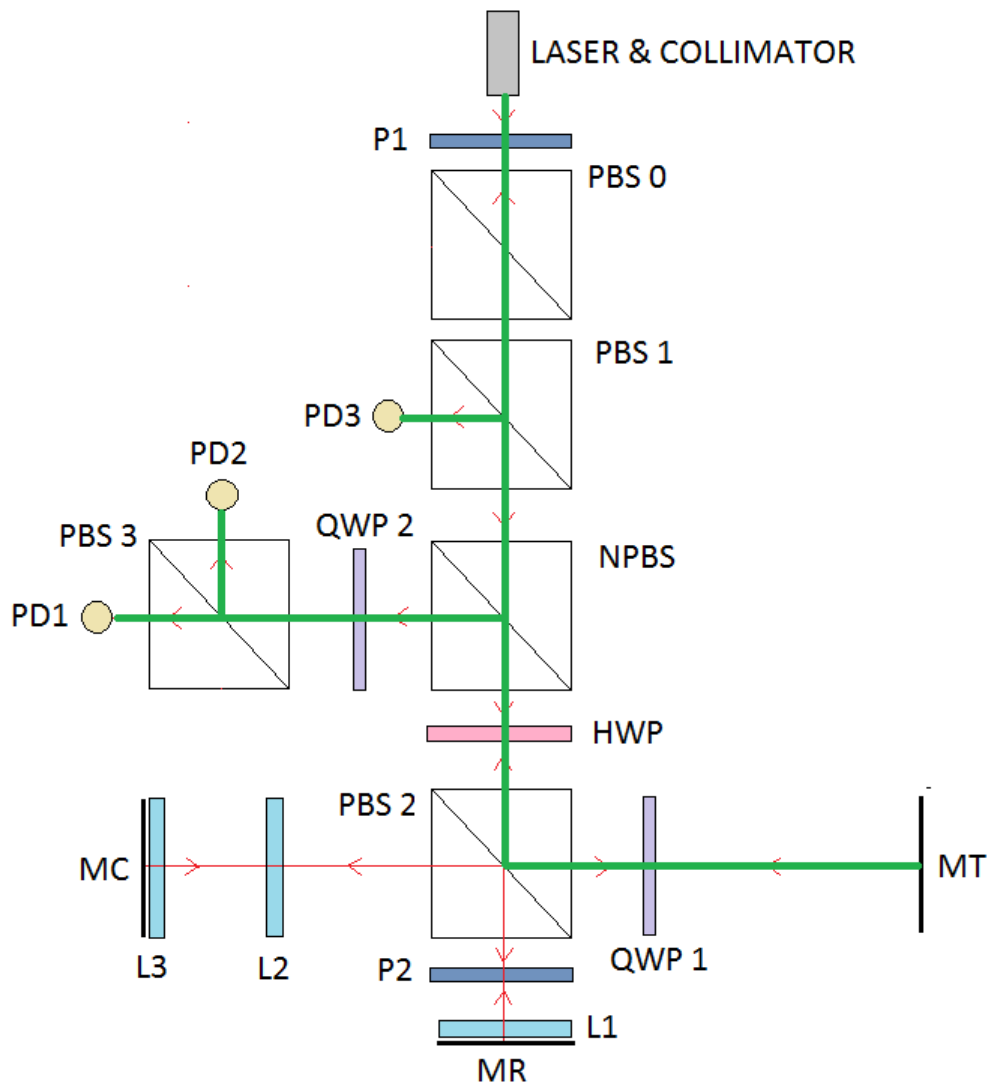 LASER & COLLIMATOR
P1
PBS 0
PBS 1
PD3
PD2
PBS 3
QWP 2
NPBS
PD1
HWP
PBS 2
MC
MT
L3
L2
P2
QWP 1
L1
MR